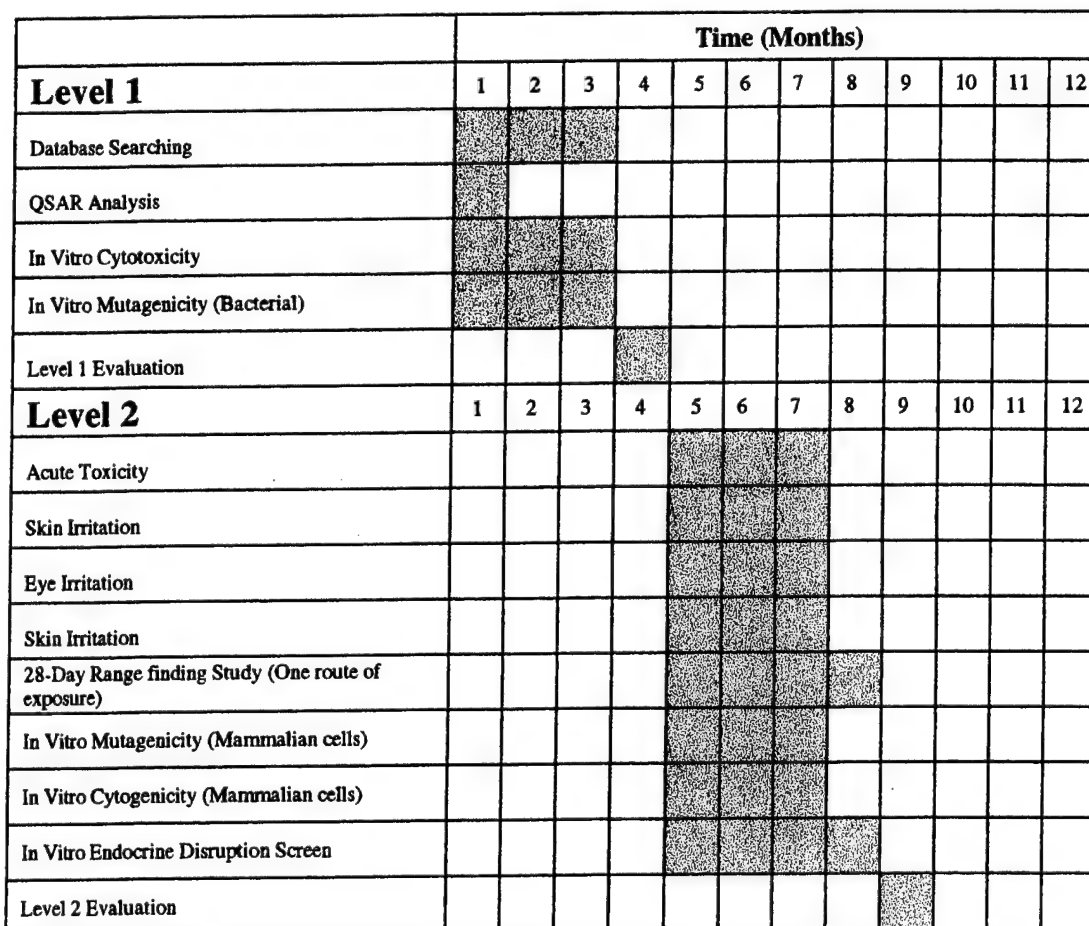 Time (Months)
Level 1 1 2 3 4 5 6 7 8 9 10 11 12
Database Searching
QSAR Analysis
In Vitro Cytotoxicity
In Vitro Mutagenicity (Bacterial)
Level 1 Evaluation
Level 2 1 2 3 4 5 6 7 8 9 10 11 12
Acute Toxicity
Skin Irritation
Eye Irritation
Skin Irritation
28-Day Range finding Study (One route of
exposure)
In Vitro Mutagenicity (Mammalian cells)
In Vitro Cytogenicity (Mammalian cells)
In Vitro Endocrine Disruption Screen
Level 2 Evaluation